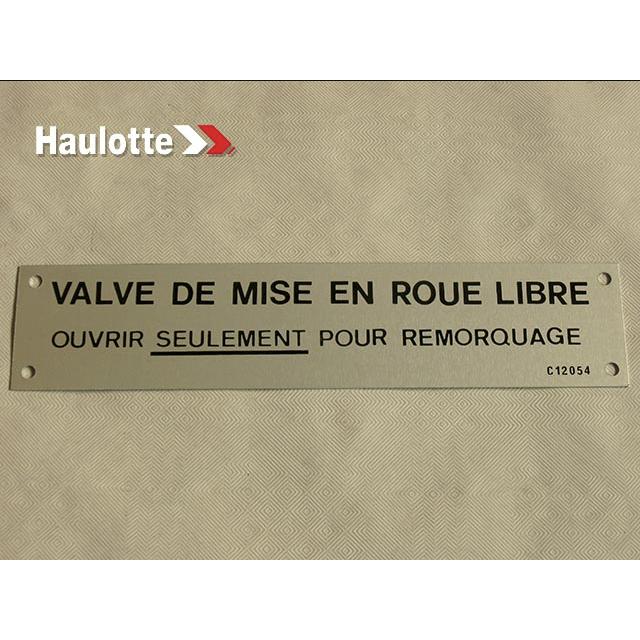 Haulotte
VALVE DE MISE EN ROUE LIBRE
OUVRIR SEULEMENT POUR REMORQUAGE
C12054